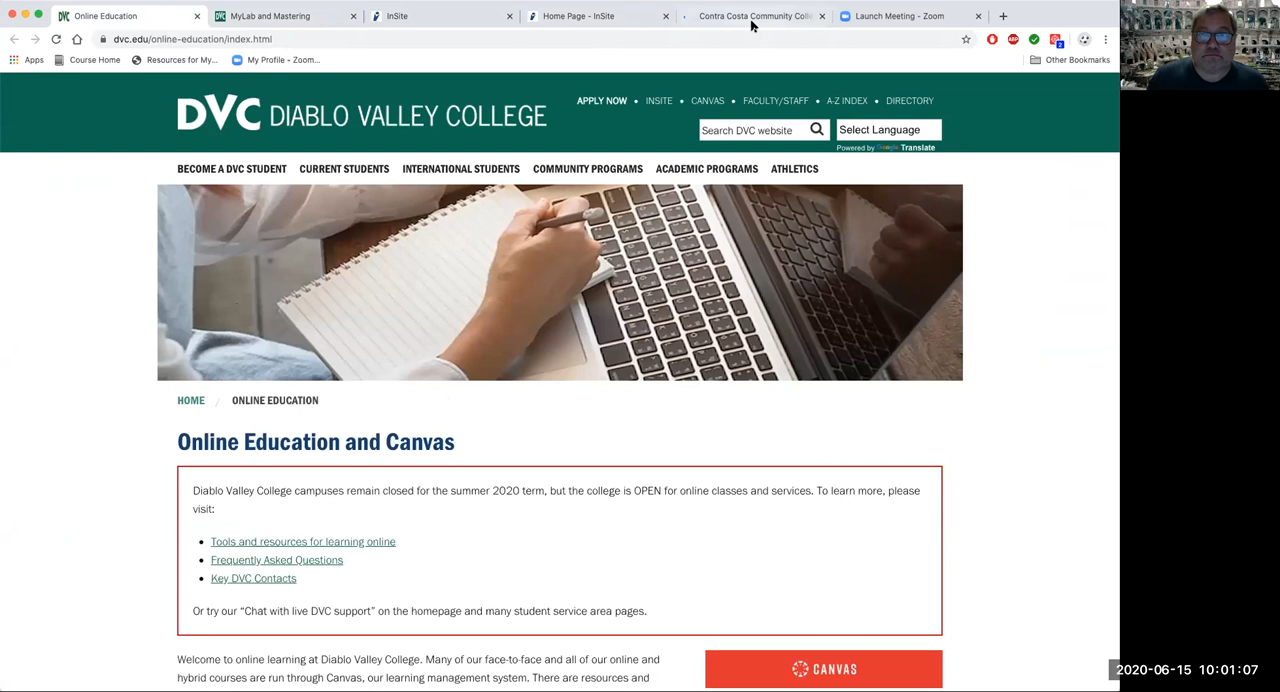 Online Education
MyLab and Mastering
InSite
Home Page - InSite
Contra Costa Community Coll
Launch Meeting - Zoom
dvc.edu/online-education/index.html
ABP
2
Apps
Course Home
Resources for My...
My Profile - Zoom...
Other Bookmarks
DVC DIABLO VALLEY COLLEGE
APPLY NOW • INSITE • CANVAS • FACULTY/STAFF • A-Z INDEX • DIRECTORY
Search DVC website
Select Language
Powered by Google Translate
BECOME A DVC STUDENT CURRENT STUDENTS INTERNATIONAL STUDENTS COMMUNITY PROGRAMS ACADEMIC PROGRAMS ATHLETICS
HOME / ONLINE EDUCATION
Online Education and Canvas
Diablo Valley College campuses remain closed for the summer 2020 term, but the college is OPEN for online classes and services. To learn more, please
visit:
• Tools and resources for learning online
• Frequently Asked Questions
• Key DVC Contacts
Or try our “Chat with live DVC support” on the homepage and many student service area pages.
Welcome to online learning at Diablo Valley College. Many of our face-to-face and all of our online and
hybrid courses are run through Canvas, our learning management system. There are resources and
CANVAS
2020-06-15 10:01:07